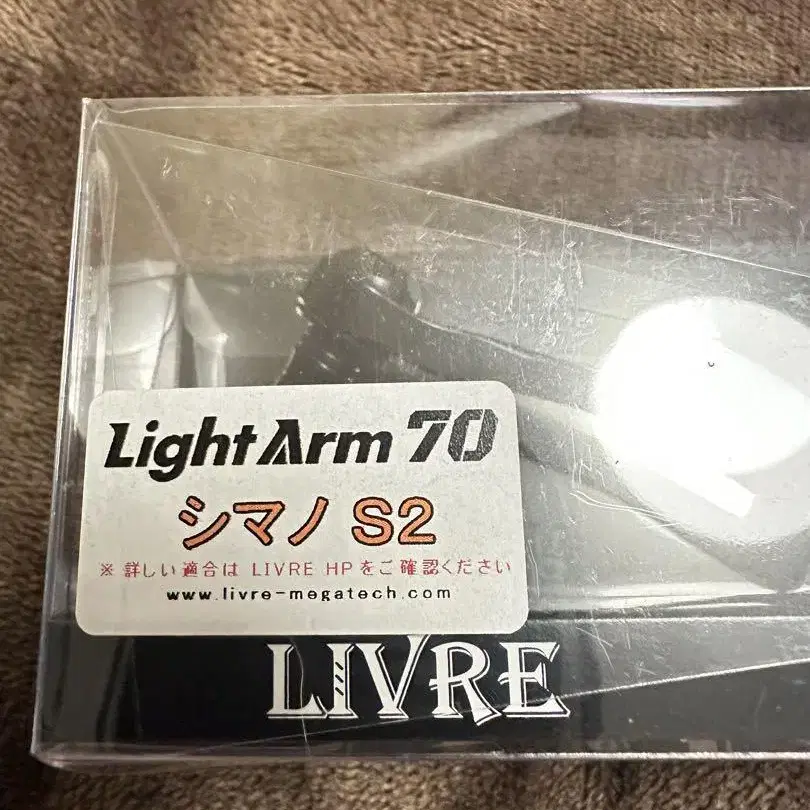 Light Arm 70
シマノ S2
※ 詳しい適合は LIVRE HPをご確認ください
www.livre-megatech.com
LIVRE